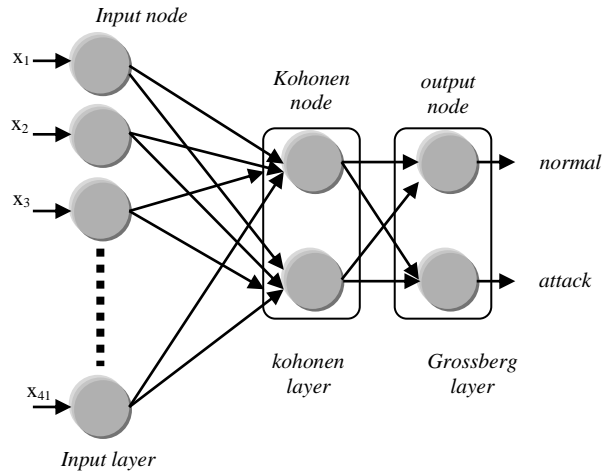 Input node
x1
x2
x3
x41
Input layer
Kohonen
node
output
node
normal
attack
kohonen
layer
Grossberg
layer